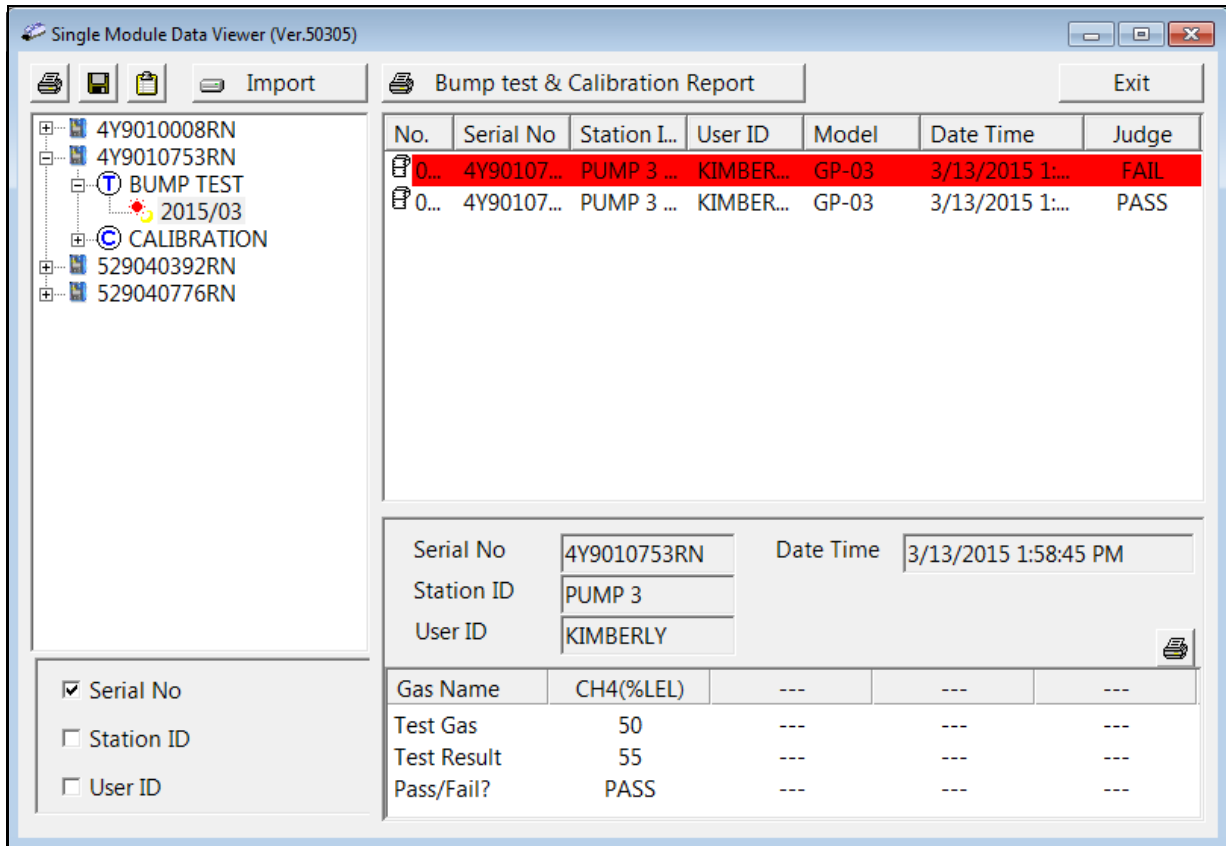 Single Module Data Viewer (Ver.50305)
Import
Bump test & Calibration Report
Exit
4Y9010008RN
4Y9010753RN
T BUMP TEST
2015/03
C CALIBRATION
529040392RN
529040776RN
Serial No
Station ID
User ID
No. Serial No Station I... User ID Model Date Time Judge
0... 4Y90107... PUMP 3 ... KIMBER... GP-03 3/13/2015 1:... FAIL
0... 4Y90107... PUMP 3 ... KIMBER... GP-03 3/13/2015 1:... PASS
Serial No 4Y9010753RN Date Time 3/13/2015 1:58:45 PM
Station ID PUMP 3
User ID KIMBERLY
Gas Name CH4(%LEL) --- --- ---
Test Gas 50 --- --- ---
Test Result 55 --- --- ---
Pass/Fail? PASS --- --- ---